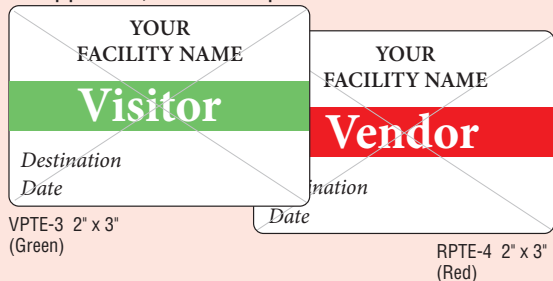 YOUR
FACILITY NAME
Visitor
Destination
Date
VPTE-3 2" x 3"
(Green)
YOUR
FACILITY NAME
Vendor
ination
Date
RPTE-4 2" x 3"
(Red)